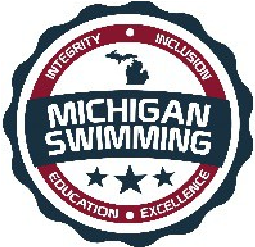 INTEGRITY • INCLUSION
MICHIGAN
SWIMMING
EDUCATION • EXCELLENCE